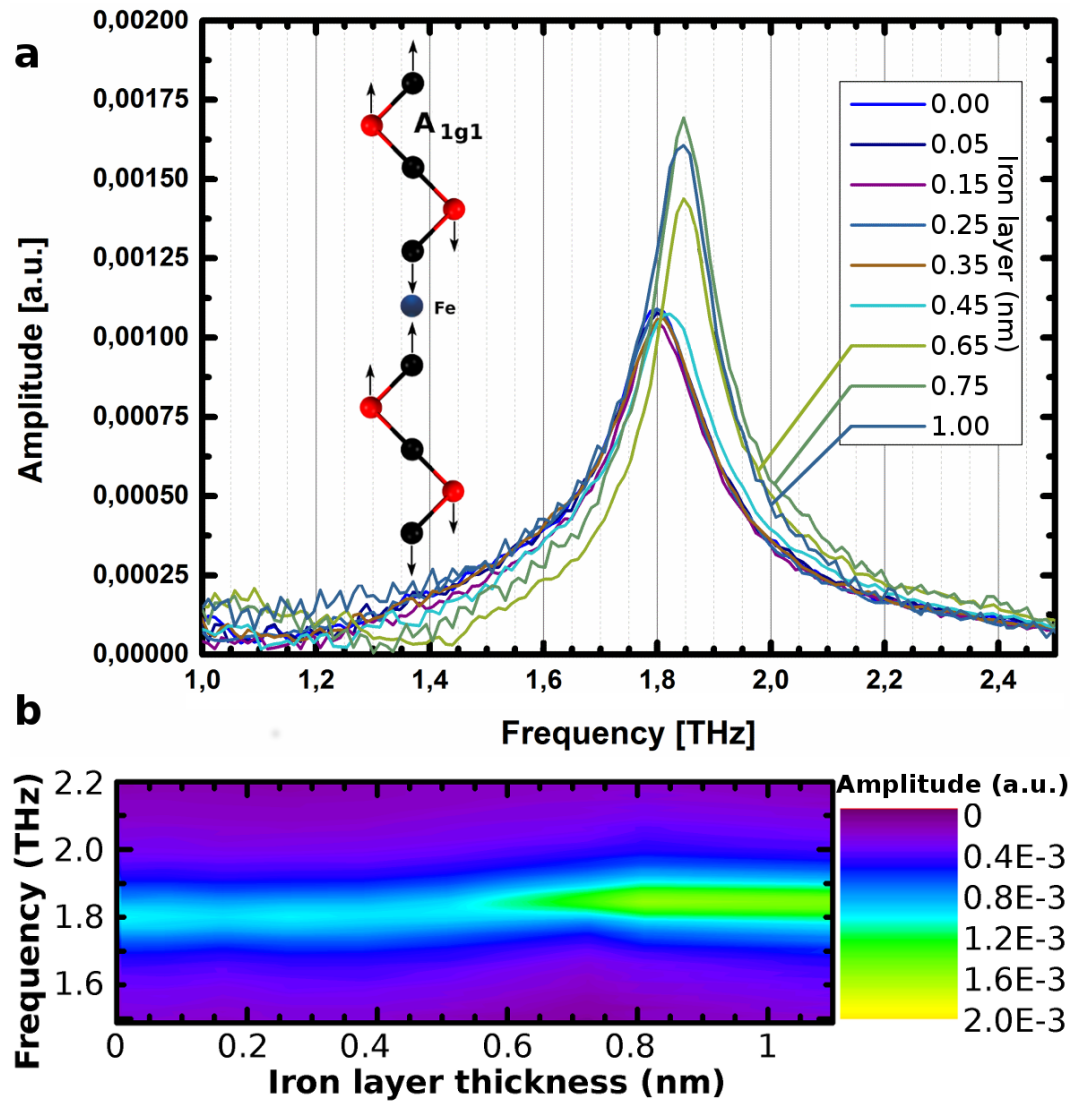 a
0,00200
0,00175
0,00150
0,00125
0,00100
0,00075
0,00050
0,00025
0,00000
Amplitude [a.u.]
A 1g1
Fe
0.00
0.05
0.15
0.25
0.35
0.45
0.65
0.75
1.00
Iron layer (nm)
1,0 1,2 1,4 1,6 1,8 2,0 2,2 2,4
Frequency [THz]
b
2.2
2.0
1.8
1.6
Frequency (THz)
0 0.2 0.4 0.6 0.8 1
Iron layer thickness (nm)
Amplitude (a.u.)
0
0.4E-3
0.8E-3
1.2E-3
1.6E-3
2.0E-3